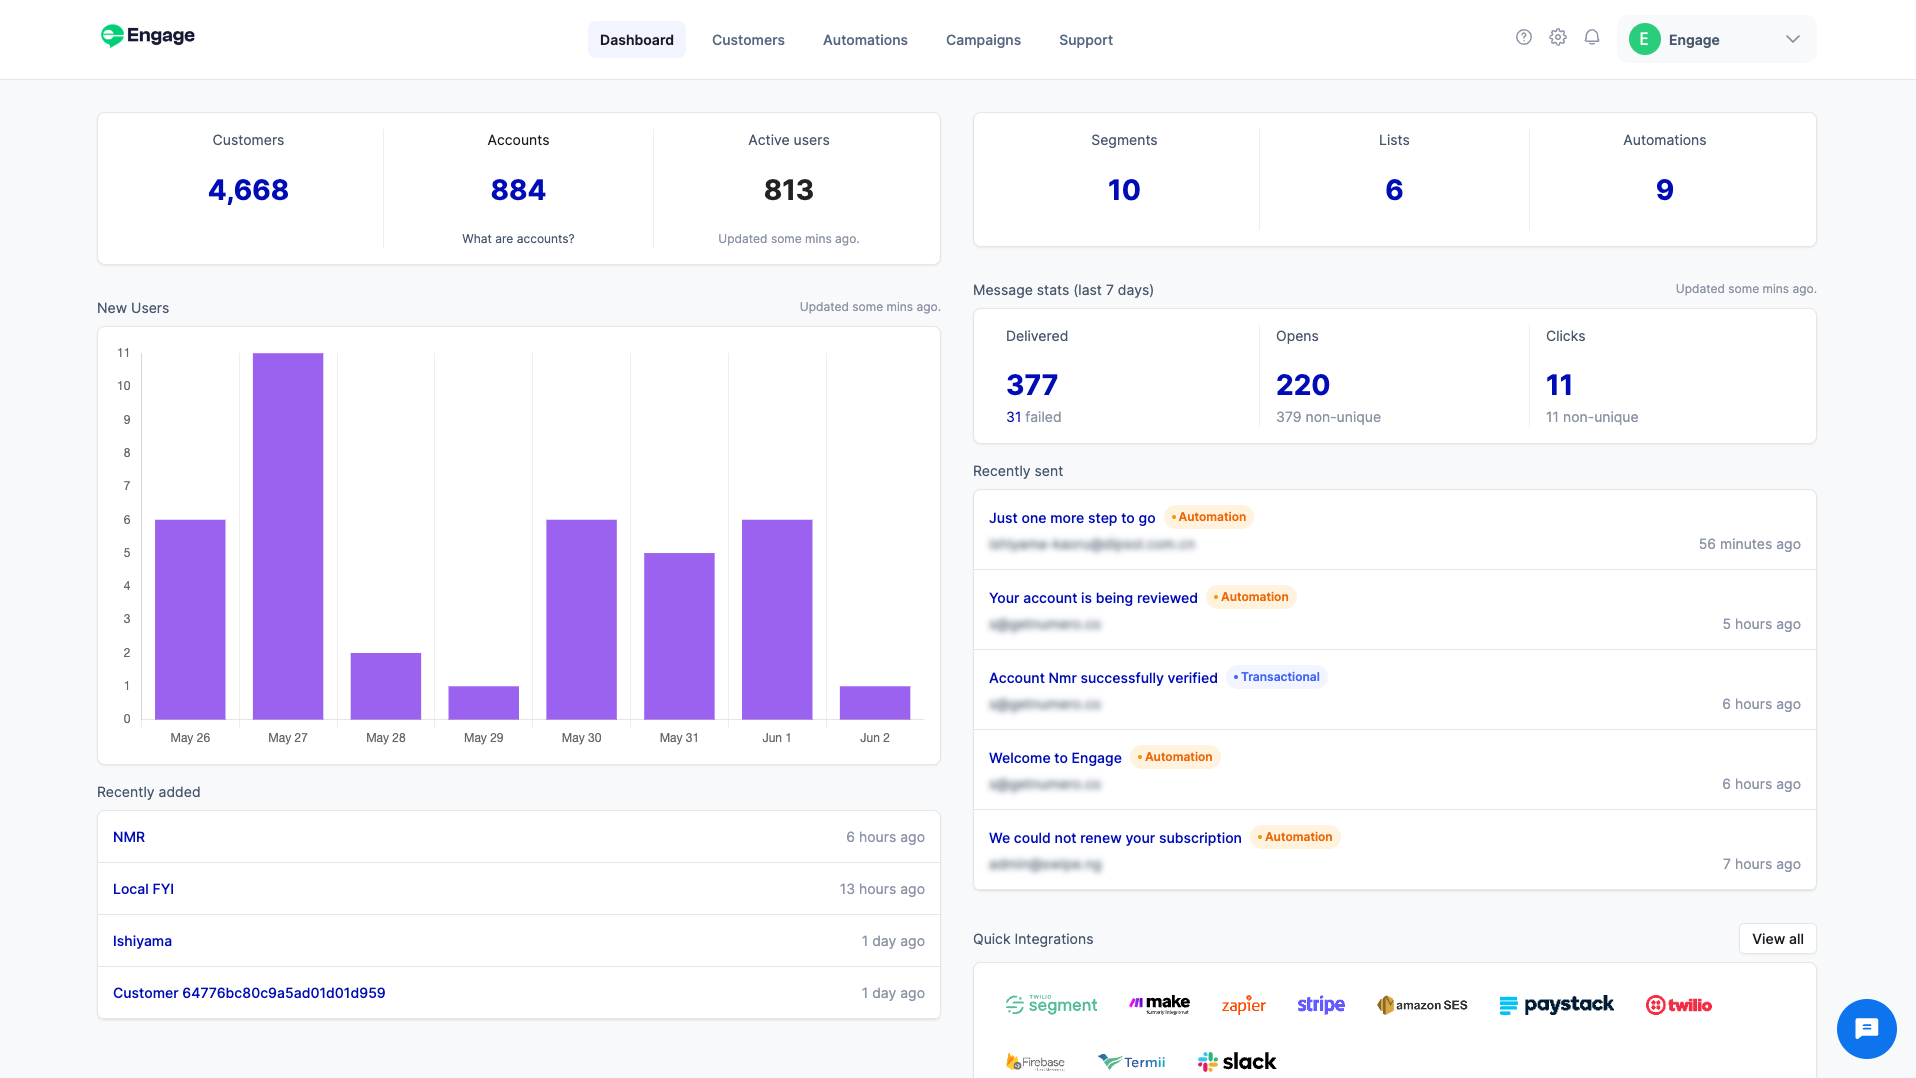 Engage
Dashboard
Customers
Automations
Campaigns
Support
E
Engage
Customers
4,668
Accounts
884
What are accounts?
Active users
813
Updated some mins ago.
Segments
10
Lists
6
Automations
9
New Users
Updated some mins ago.
11
10
9
8
7
6
5
4
3
2
1
0
May 26
May 27
May 28
May 29
May 30
May 31
Jun 1
Jun 2
Recently added
NMR
6 hours ago
Local FYI
13 hours ago
Ishiyama
1 day ago
Customer 64776bc80c9a5ad01d01d959
1 day ago
Message stats (last 7 days)
Updated some mins ago.
Delivered
377
31 failed
Opens
220
379 non-unique
Clicks
11
11 non-unique
Recently sent
Just one more step to go
Automation
56 minutes ago
Your account is being reviewed
Automation
5 hours ago
Account Nmr successfully verified
Transactional
6 hours ago
Welcome to Engage
Automation
6 hours ago
We could not renew your subscription
Automation
7 hours ago
Quick Integrations
View all
TWILIO
segment
make
formerly Integromat
zapier
stripe
amazon SES
paystack
twilio
Firebase
Termii
slack